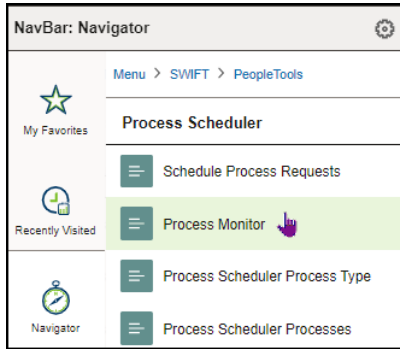 NavBar: Navigator
Menu > SWIFT > PeopleTools
My Favorites
Process Scheduler
Schedule Process Requests
Recently Visited
Process Monitor
Process Scheduler Process Type
Navigator
Process Scheduler Processes